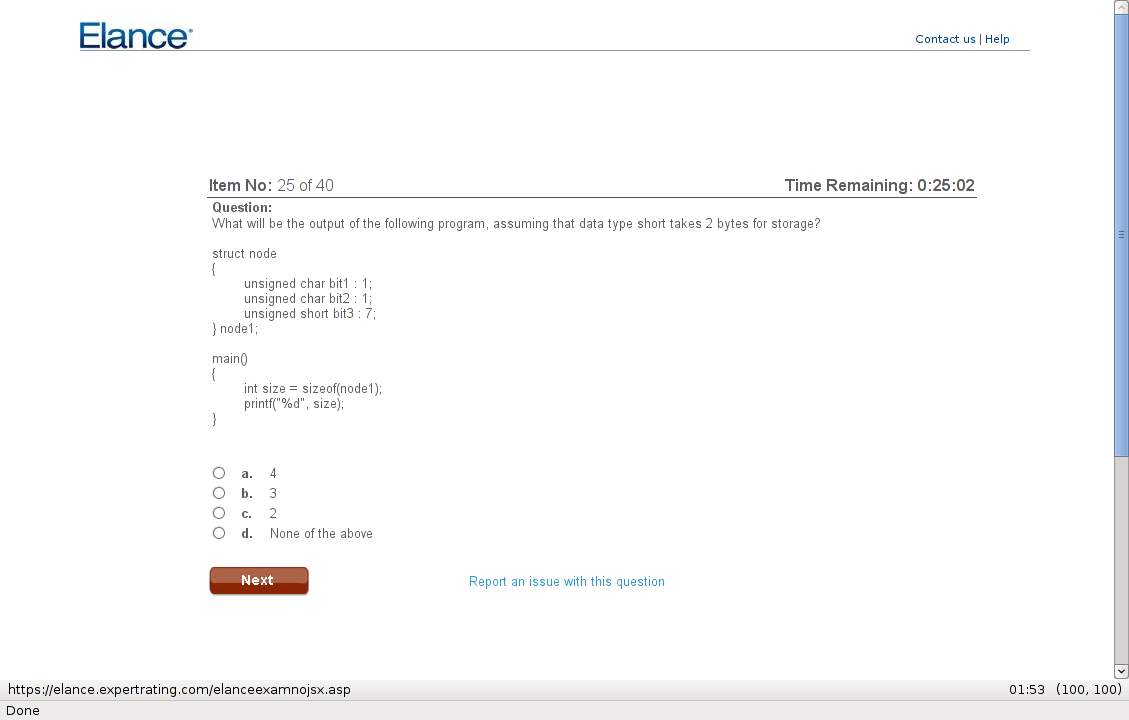 Elance
Contact us | Help
Item No: 25 of 40
Time Remaining: 0:25:02
Question:
What will be the output of the following program, assuming that data type short takes 2 bytes for storage?
struct node
{
unsigned char bit1 : 1;
unsigned char bit2 : 1;
unsigned short bit3 : 7;
} node1;
main()
{
int size = sizeof(node1);
printf("%d", size);
}
a. 4
b. 3
c. 2
d. None of the above
Next
Report an issue with this question
https://elance.expertrating.com/elanceexamnojsx.asp
01:53 (100, 100)
Done